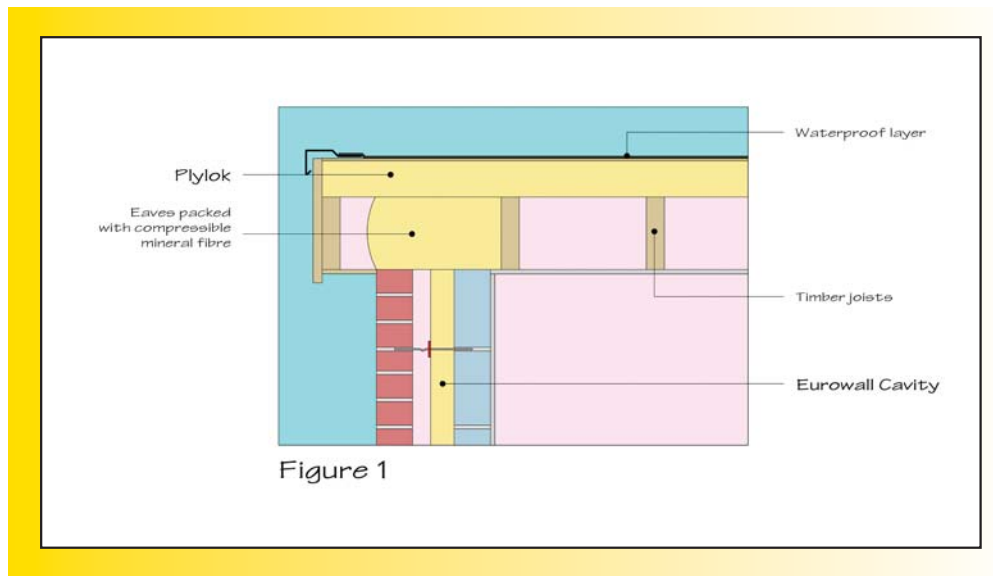 Waterproof layer
Plylok
Eaves packed
with compressible
mineral fibre
Timber joists
Eurowall Cavity
Figure 1